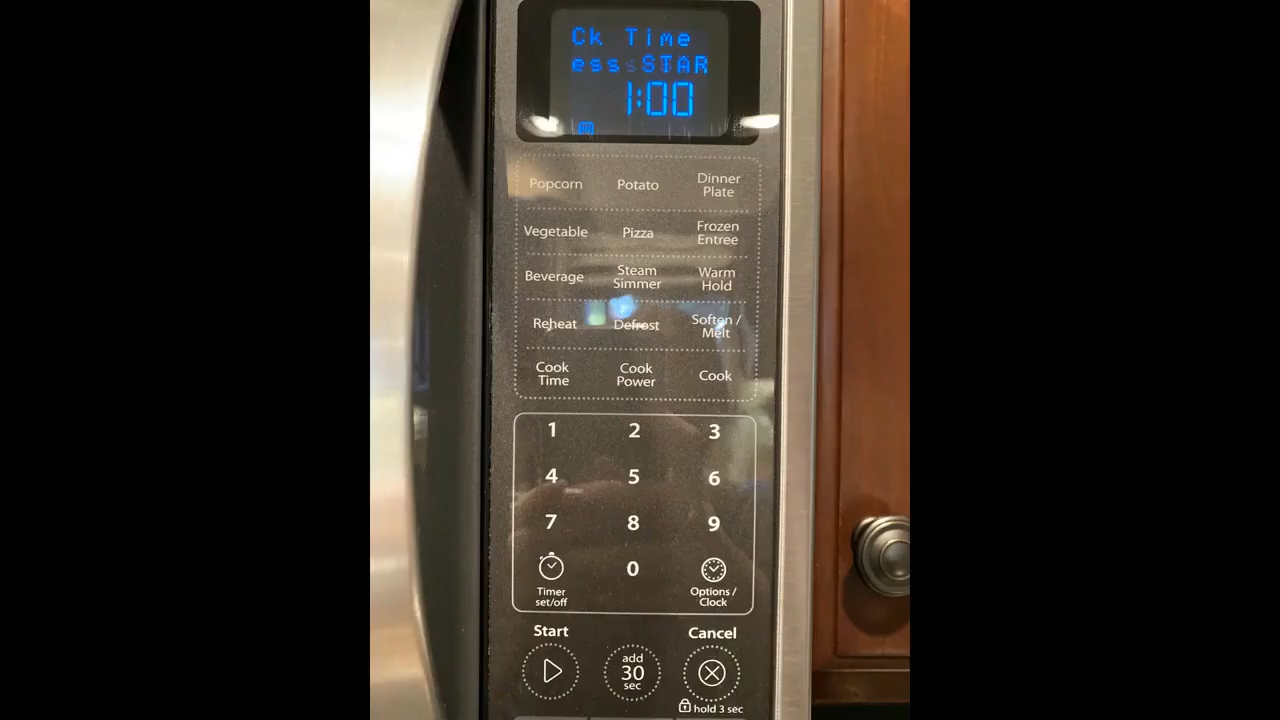 Ck Time
ess STAR
1:00
Popcorn Potato Dinner Plate
Vegetable Pizza Frozen Entree
Beverage Steam Simmer Warm Hold
Reheat Defrost Soften / Melt
Cook Time Cook Power Cook
1 2 3
4 5 6
7 8 9
0
Timer set/off
Options / Clock
Start Cancel
add 30 sec
hold 3 sec